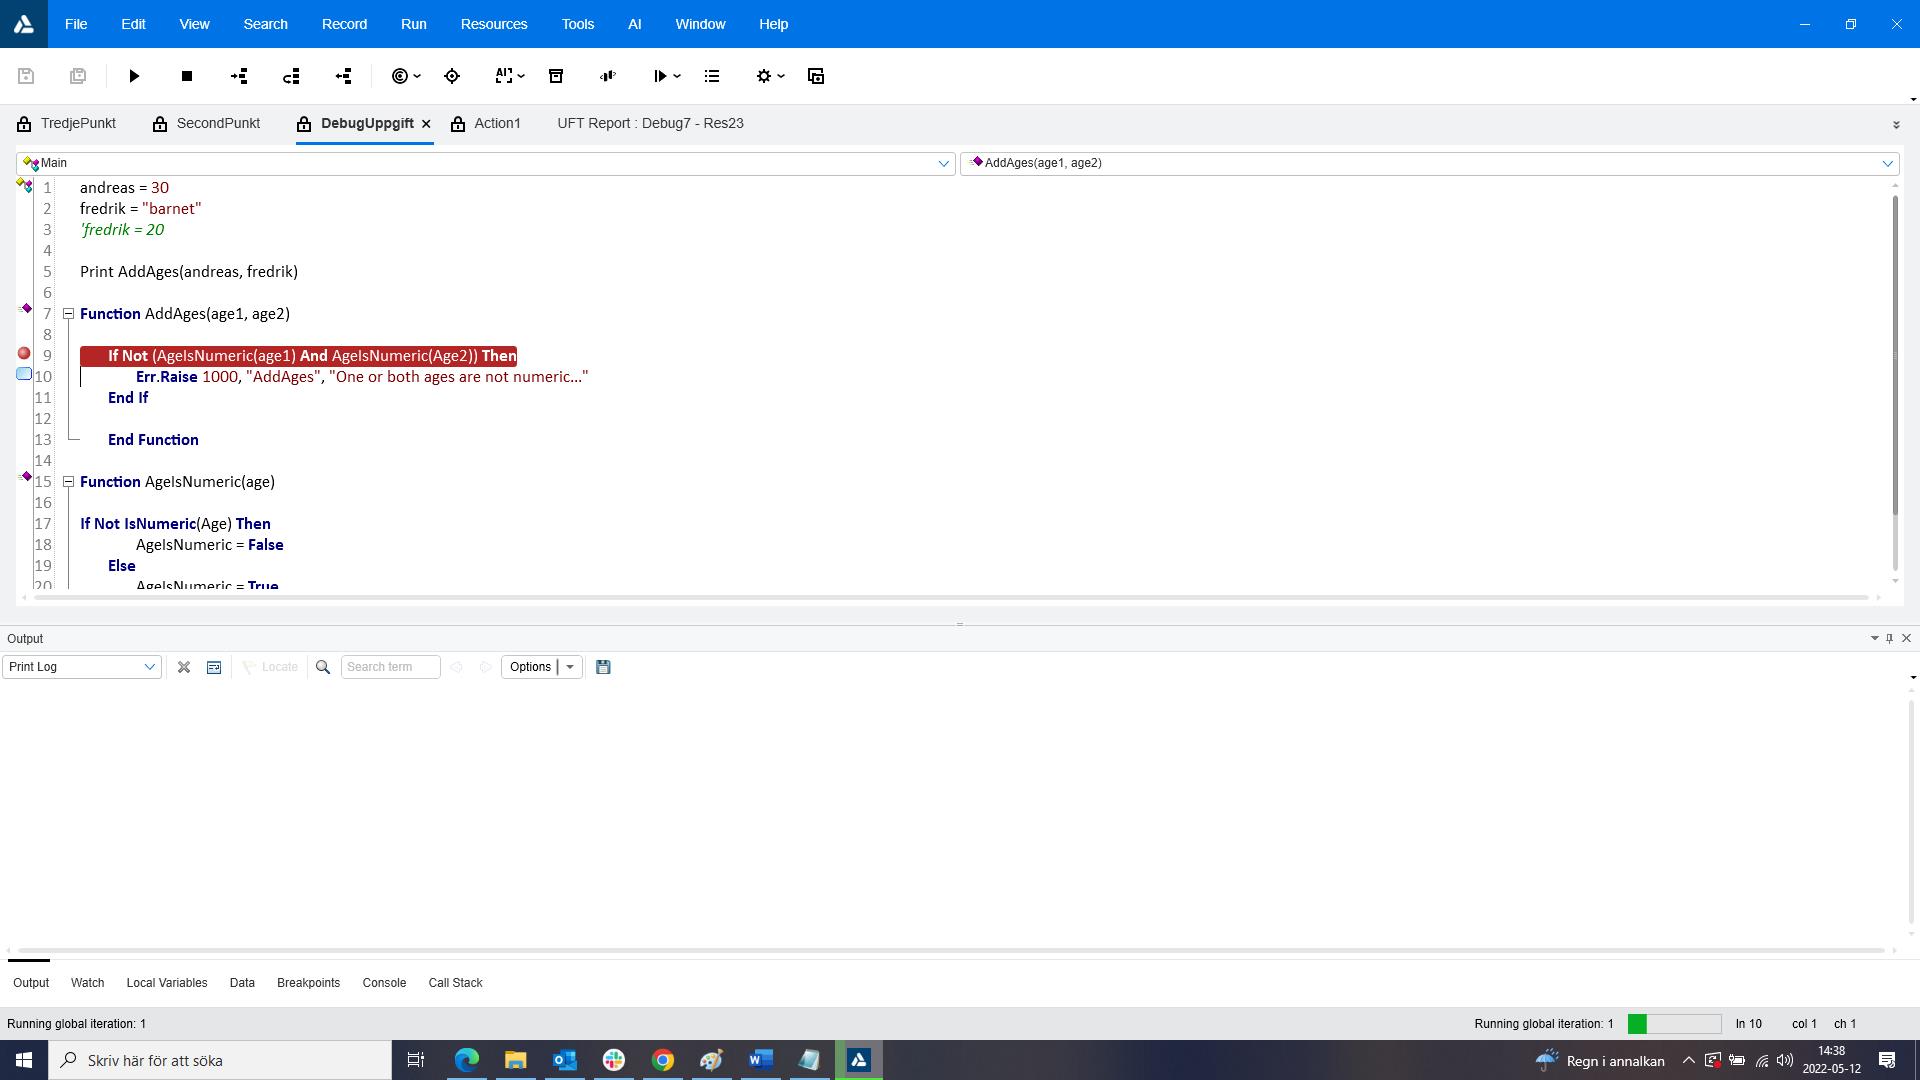 File Edit View Search Record Run Resources Tools AI Window Help
AI
TredjePunkt SecondPunkt DebugUppgift Action1 UFT Report : Debug7 - Res23
Main AddAges(age1, age2)
1 andreas = 30
2 fredrik = "barnet"
3 'fredrik = 20
4
5 Print AddAges(andreas, fredrik)
6
7 Function AddAges(age1, age2)
8
9 If Not (AgeIsNumeric(age1) And AgeIsNumeric(Age2)) Then
10 Err.Raise 1000, "AddAges", "One or both ages are not numeric..."
11 End If
12
13 End Function
14
15 Function AgeIsNumeric(age)
16
17 If Not IsNumeric(Age) Then
18 AgeIsNumeric = False
19 Else
20 AgeIsNumeric = True
Output
Print Log Locate Search term Options
Output Watch Local Variables Data Breakpoints Console Call Stack
Running global iteration: 1 Running global iteration: 1 ln 10 col 1 ch 1
Skriv här för att söka Regn i annalkan 14:38
2022-05-12